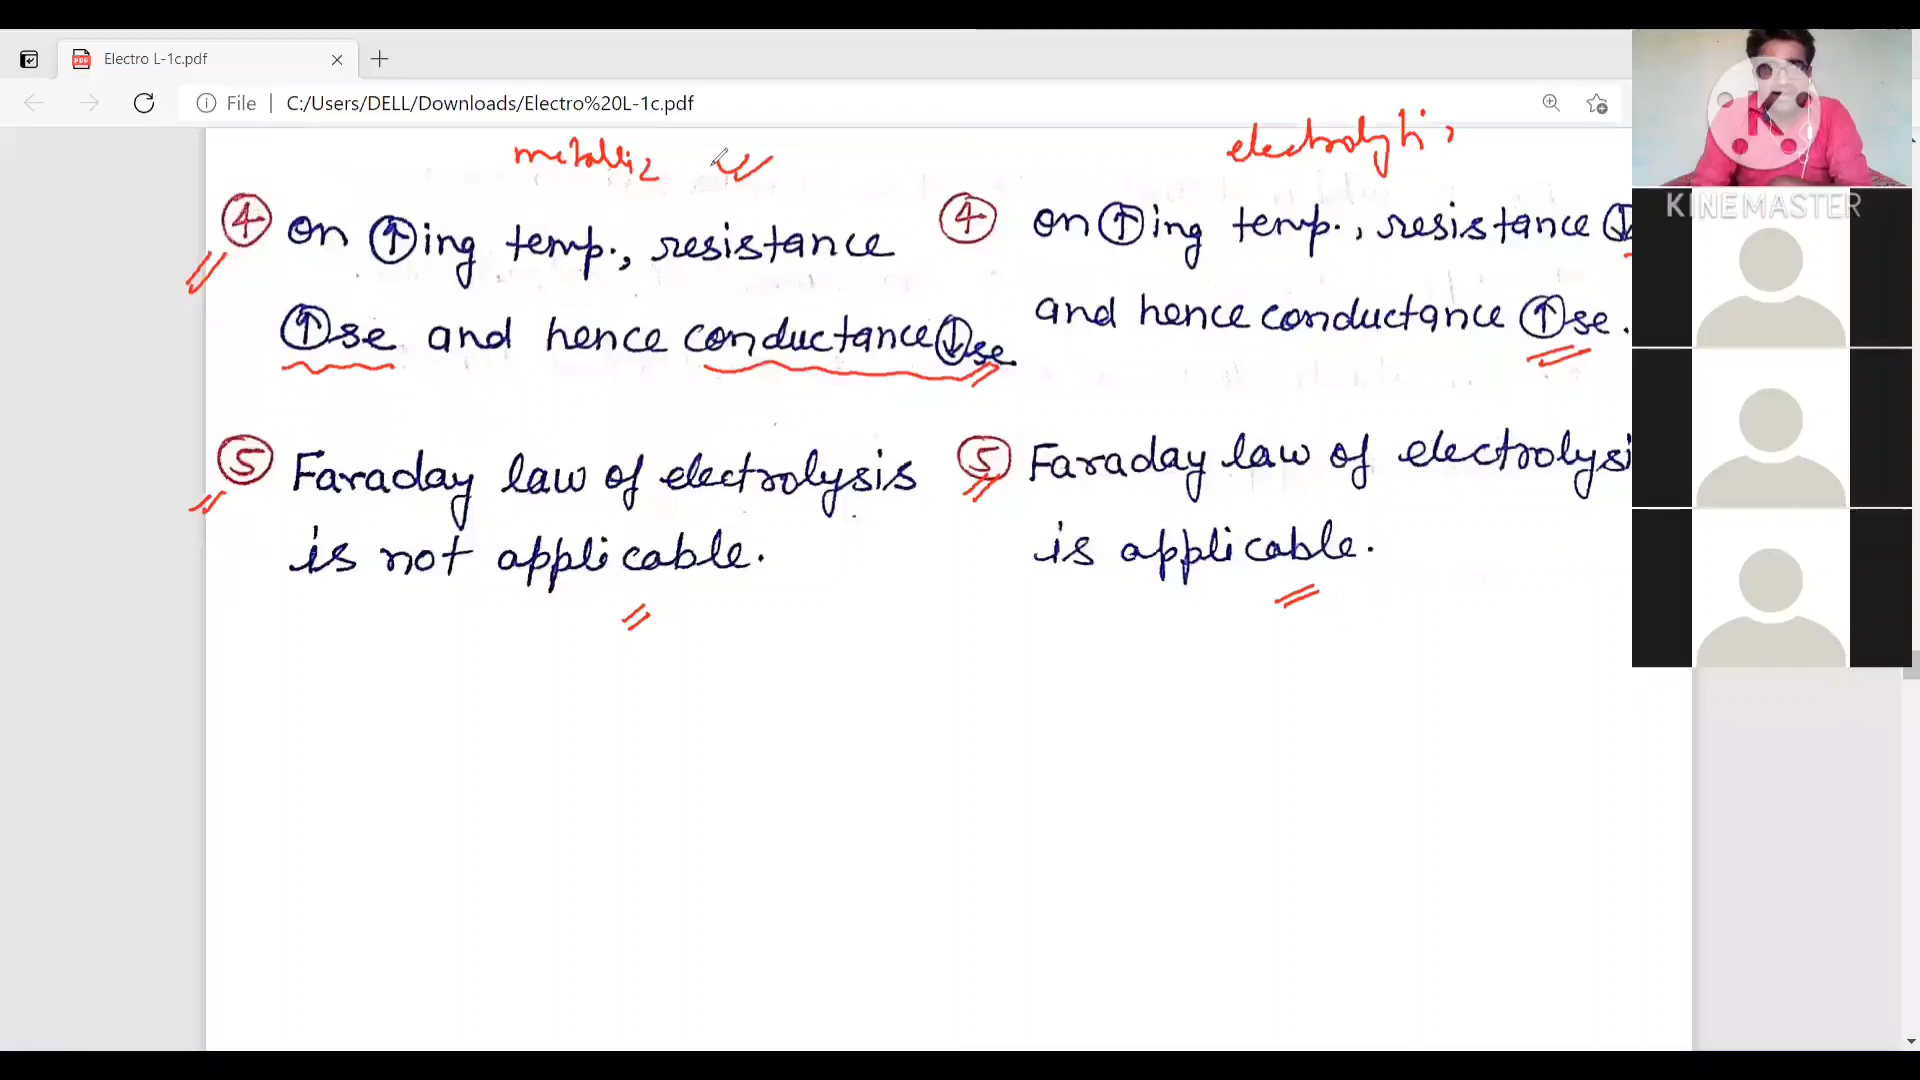 Electro L-1c.pdf
File | C:/Users/DELL/Downloads/Electro%20L-1c.pdf
KINEMASTER
metallic
④ on ↑ing temp., resistance
↑se and hence conductance ↓se
⑤ Faraday law of electrolysis
is not applicable.
electrolyti
④ on ↑ing temp., resistance ↓
and hence conductance ↑se.
⑤ Faraday law of electrolysi
is applicable.